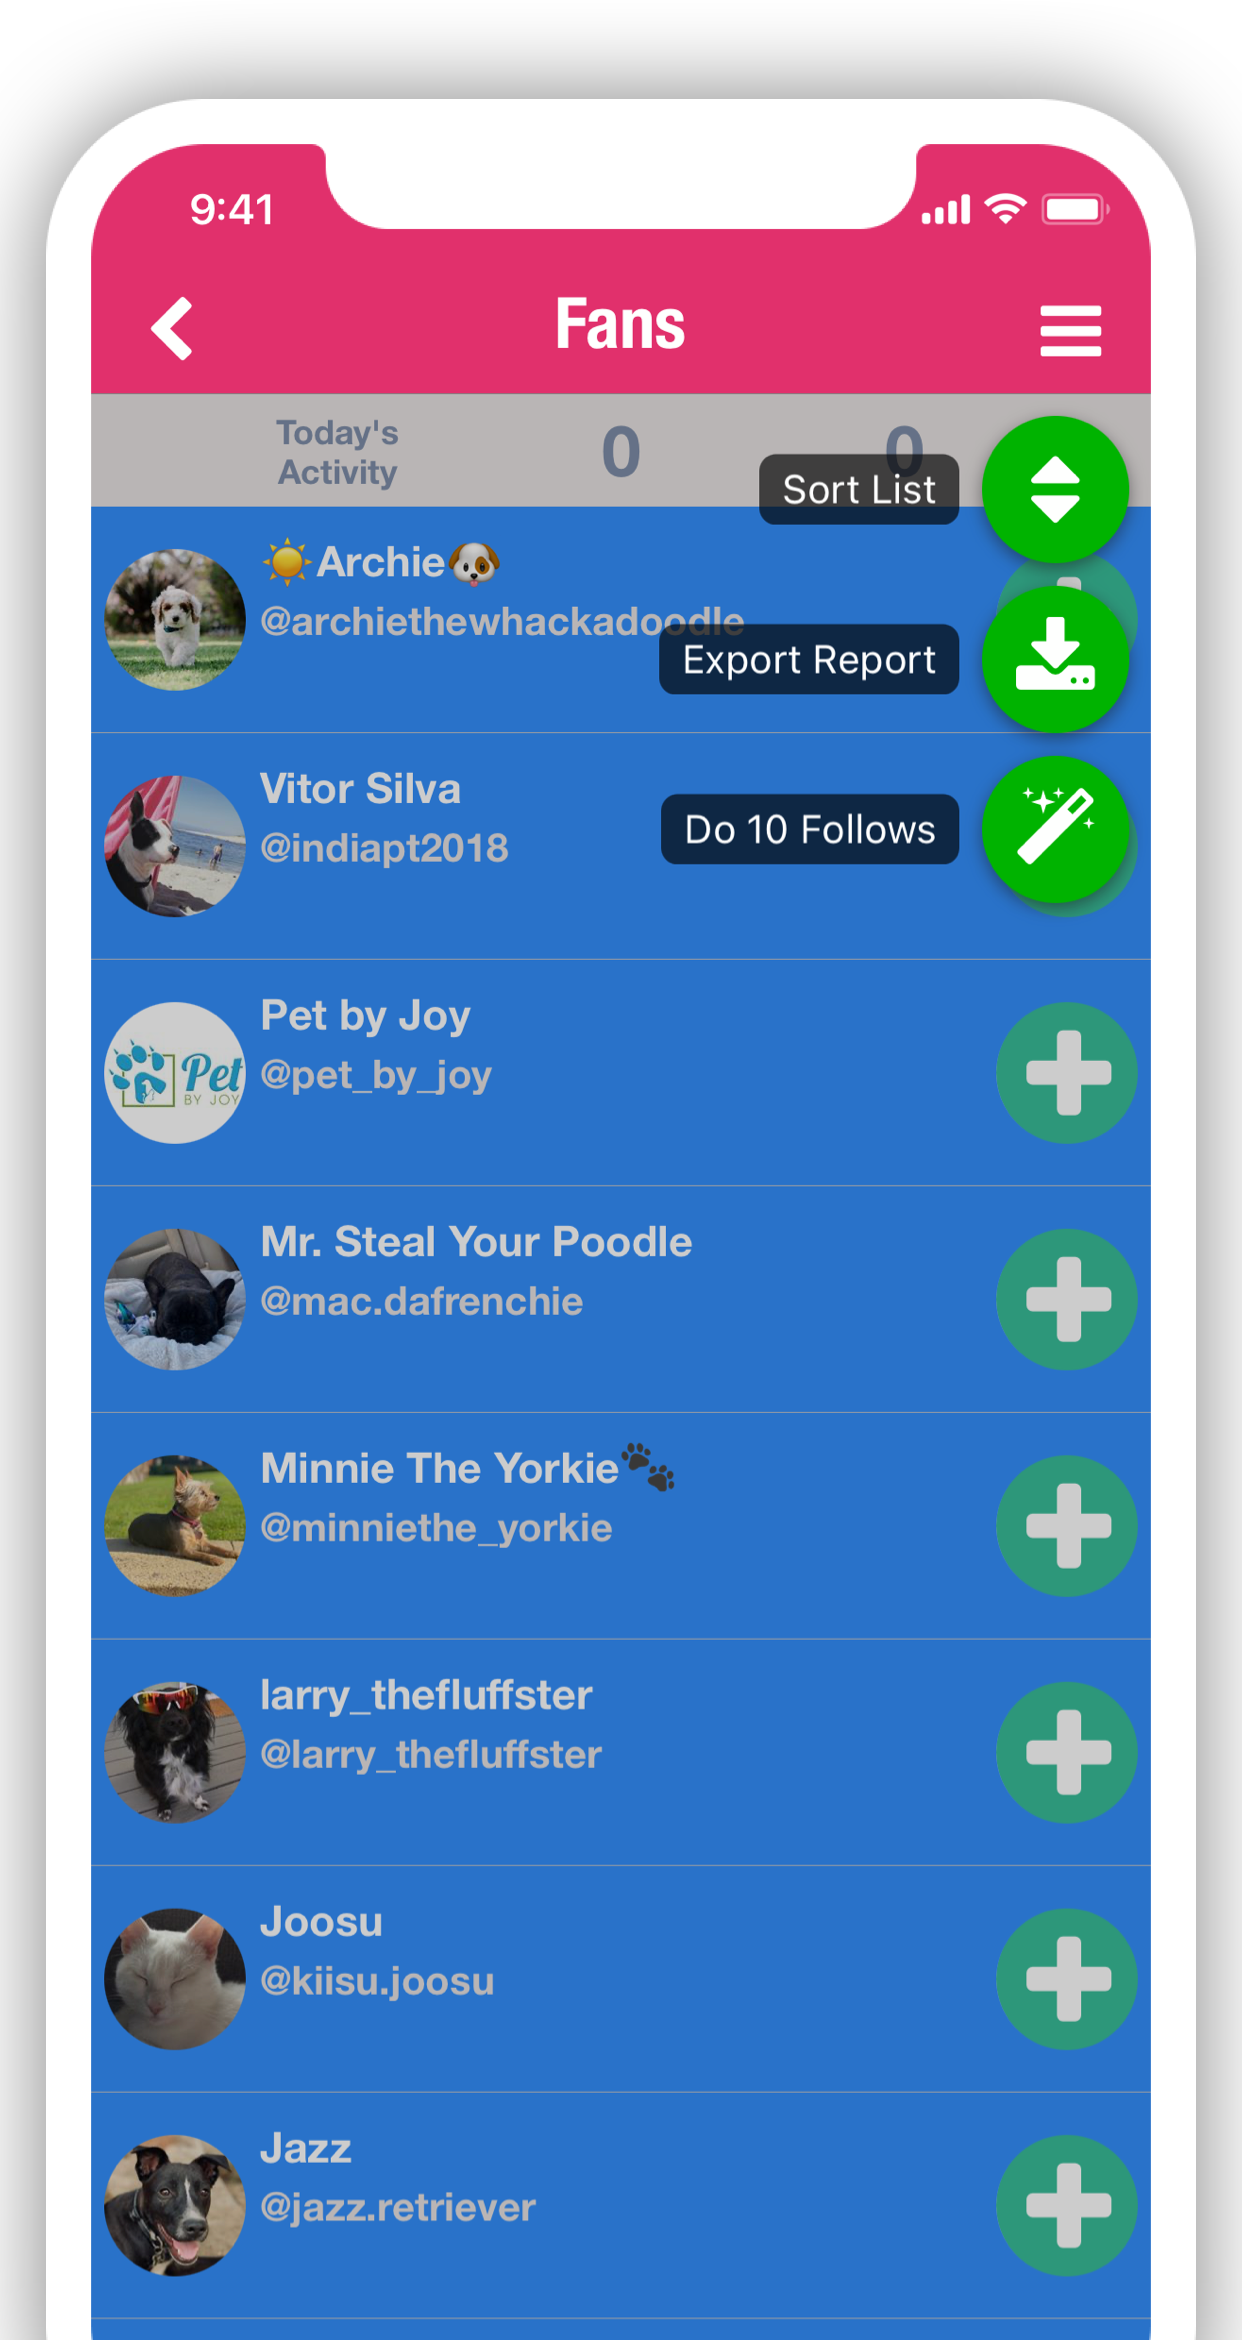 9:41
Fans
Today's
Activity
0
0
Sort List
☀️Archie🐶
@archiethewhackadoodle
Export Report
Vitor Silva
@indiapt2018
Do 10 Follows
Pet
BY JOY
Pet by Joy
@pet_by_joy
Mr. Steal Your Poodle
@mac.dafrenchie
Minnie The Yorkie🐾
@minniethe_yorkie
larry_thefluffster
@larry_thefluffster
Joosu
@kiisu.joosu
Jazz
@jazz.retriever